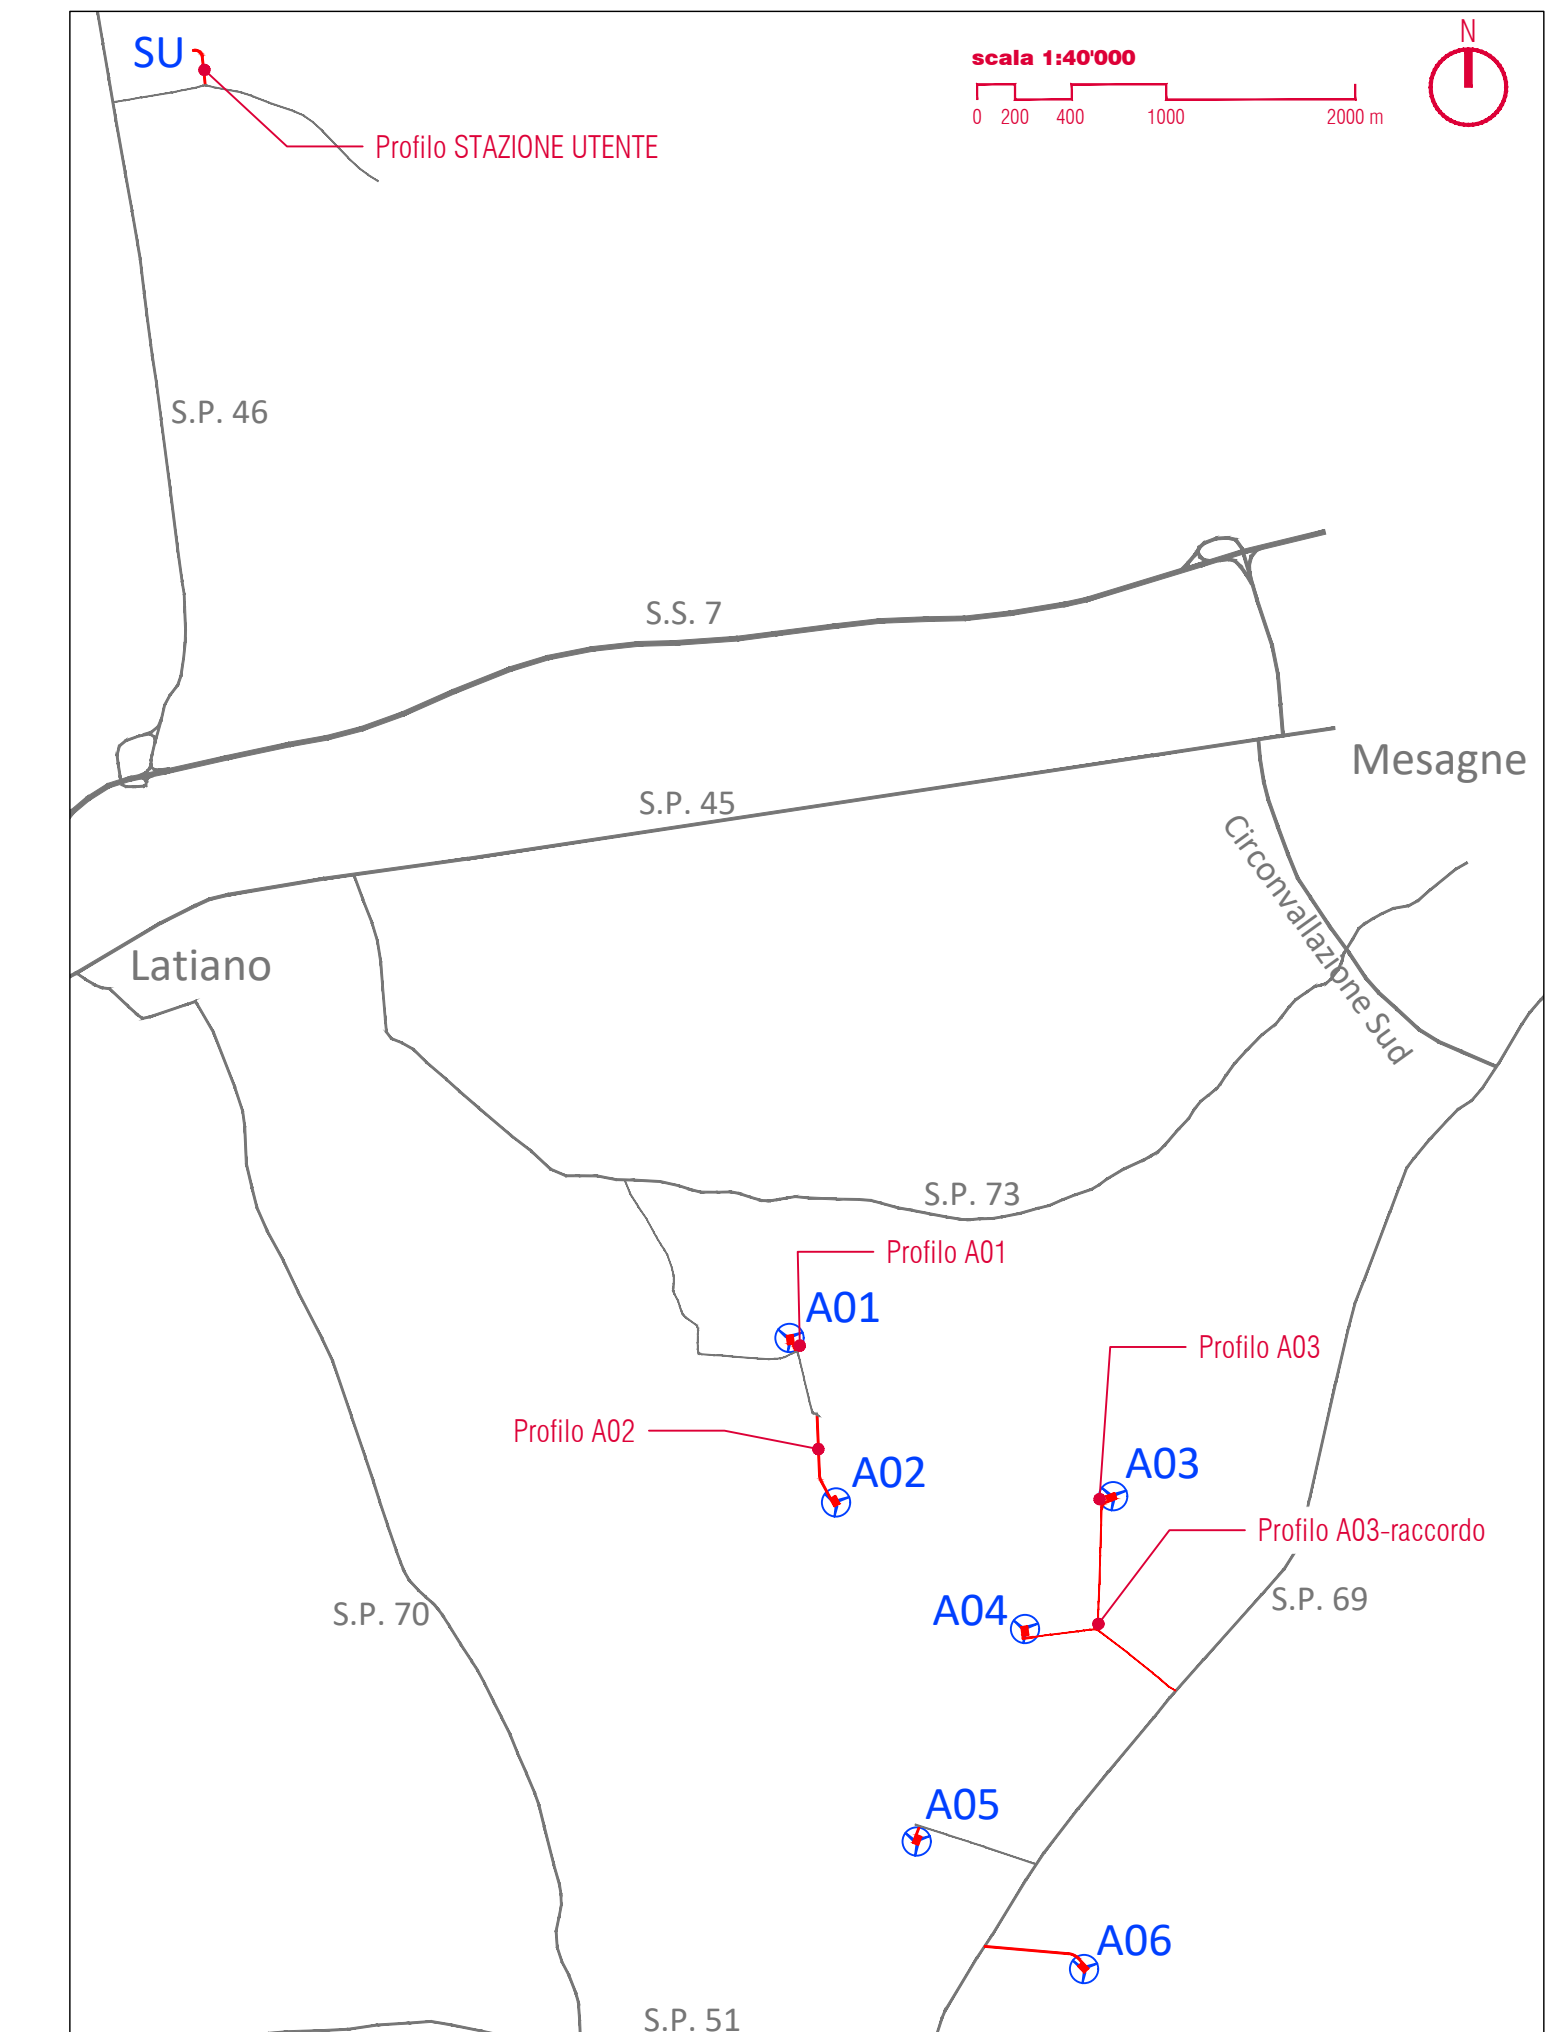 SU
scala 1:40'000
N
0 200 400 1000 2000 m
Profilo STAZIONE UTENTE
S.P. 46
S.S. 7
Mesagne
S.P. 45
Circonvallazione Sud
Latiano
S.P. 73
Profilo A01
A01
Profilo A03
Profilo A02
A02
A03
Profilo A03-raccordo
S.P. 69
A04
S.P. 70
A05
A06
S.P. 51